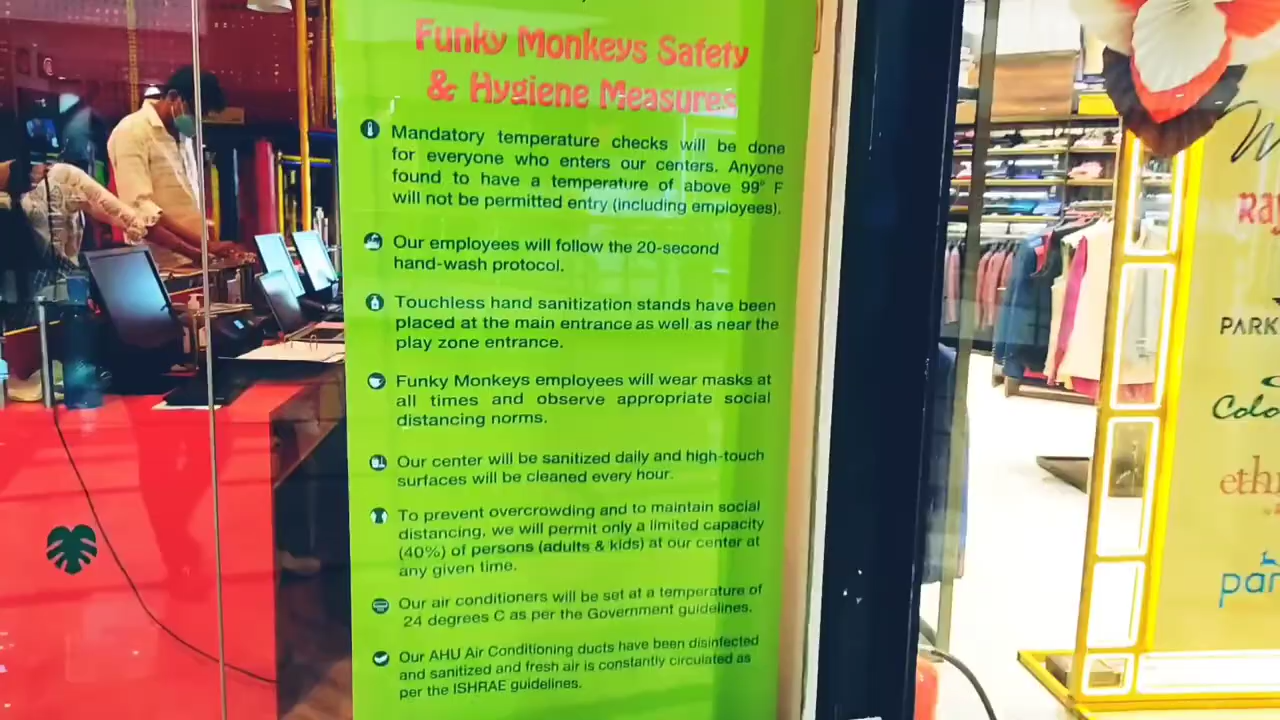 Funky Monkeys Safety
& Hygiene Measures
Mandatory temperature checks will be done
for everyone who enters our centers. Anyone
found to have a temperature of above 99° F
will not be permitted entry (including employees).
Our employees will follow the 20-second
hand-wash protocol.
Touchless hand sanitization stands have been
placed at the main entrance as well as near the
play zone entrance.
Funky Monkeys employees will wear masks at
all times and observe appropriate social
distancing norms.
Our center will be sanitized daily and high-touch
surfaces will be cleaned every hour.
To prevent overcrowding and to maintain social
distancing, we will permit only a limited capacity
(40%) of persons (adults & kids) at our center at
any given time.
Our air conditioners will be set at a temperature of
24 degrees C as per the Government guidelines.
Our AHU Air Conditioning ducts have been disinfected
and sanitized and fresh air is constantly circulated as
per the ISHRAE guidelines.
PARK
Colo
eth
par